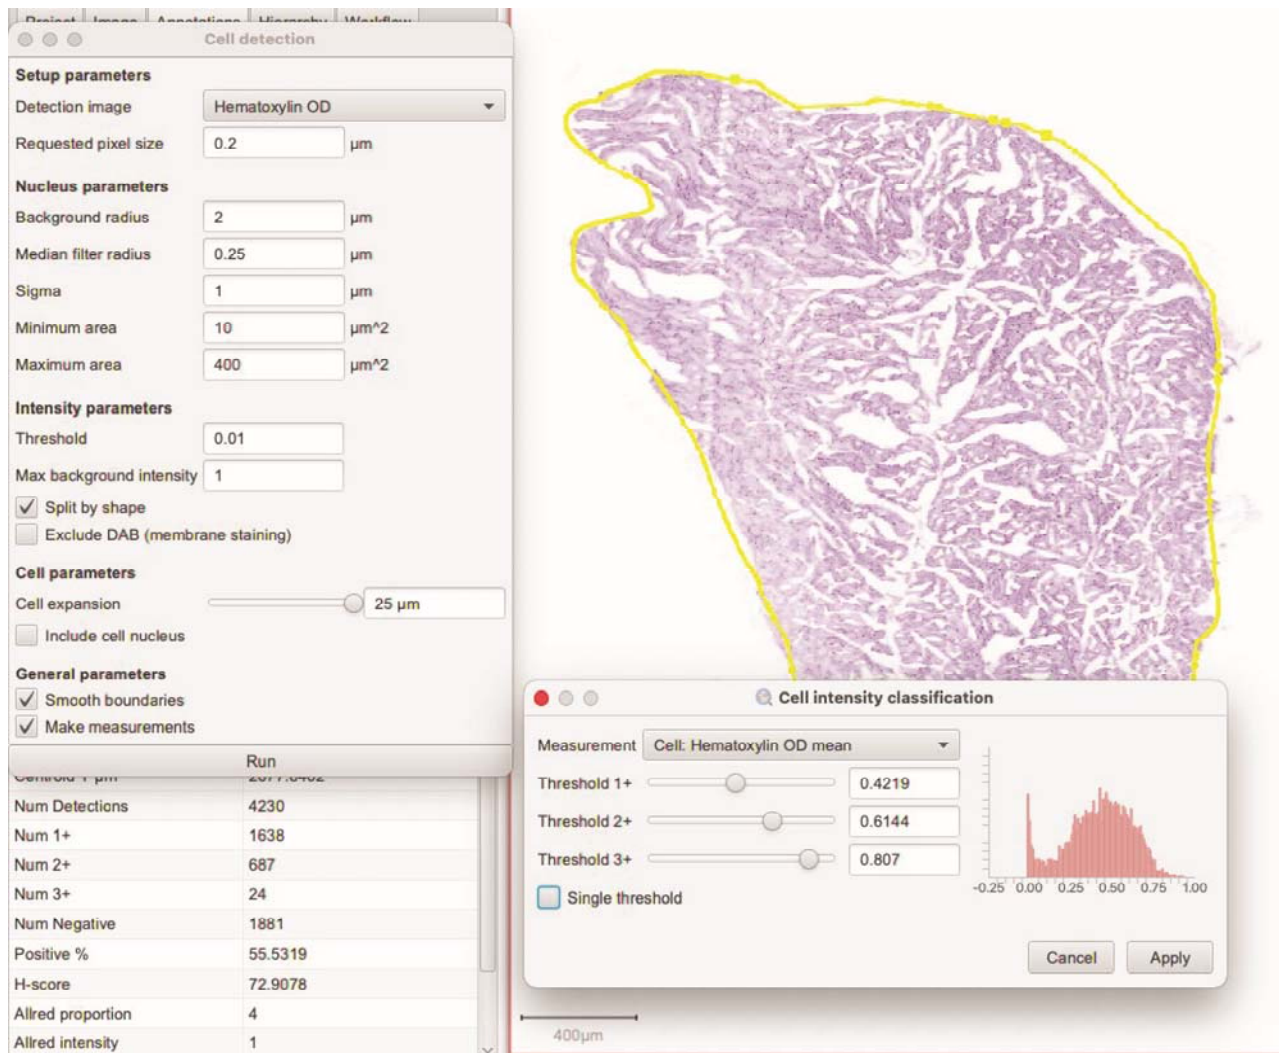 Project Image Annotations Hierarchy Workflow
Cell detection
Setup parameters
Detection image Hematoxylin OD
Requested pixel size 0.2 µm
Nucleus parameters
Background radius 2 µm
Median filter radius 0.25 µm
Sigma 1 µm
Minimum area 10 µm^2
Maximum area 400 µm^2
Intensity parameters
Threshold 0.01
Max background intensity 1
Split by shape
Exclude DAB (membrane staining)
Cell parameters
Cell expansion 25 µm
Include cell nucleus
General parameters
Smooth boundaries
Make measurements
Run
Num Detections 4230
Num 1+ 1638
Num 2+ 687
Num 3+ 24
Num Negative 1881
Positive % 55.5319
H-score 72.9078
Allred proportion 4
Allred intensity 1
Cell intensity classification
Measurement Cell: Hematoxylin OD mean
Threshold 1+ 0.4219
Threshold 2+ 0.6144
Threshold 3+ 0.807
Single threshold
-0.25 0.00 0.25 0.50 0.75 1.00
Cancel Apply
400µm